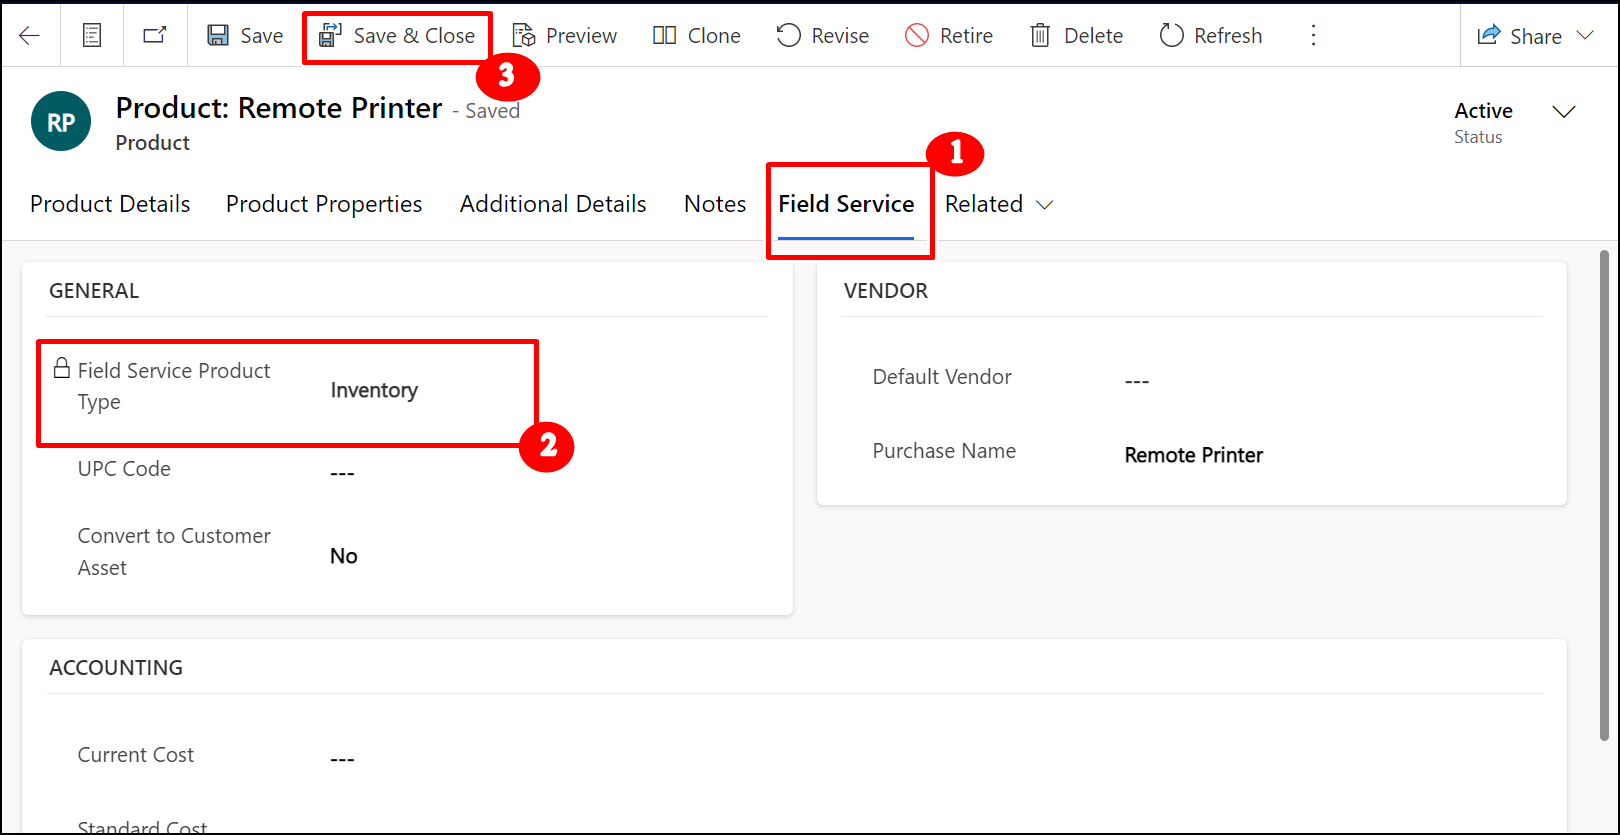 Save
Save & Close
Preview
Clone
Revise
Retire
Delete
Refresh
Share
3
RP
Product: Remote Printer - Saved
Product
Active
Status
1
Product Details
Product Properties
Additional Details
Notes
Field Service
Related
GENERAL
Field Service Product
Type
Inventory
2
UPC Code
---
Convert to Customer
Asset
No
VENDOR
Default Vendor
---
Purchase Name
Remote Printer
ACCOUNTING
Current Cost
---
Standard Cost